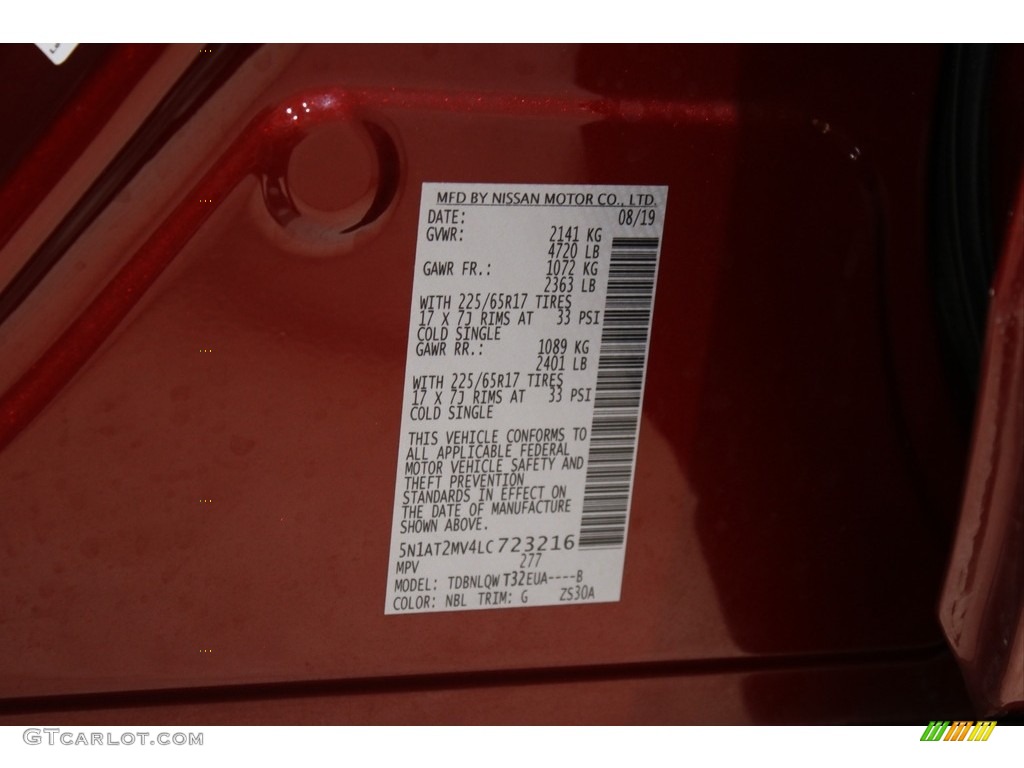 MFD BY NISSAN MOTOR CO., LTD.
DATE: 08/19
GVWR: 2141 KG
4720 LB
GAWR FR.: 1072 KG
2363 LB
WITH 225/65R17 TIRES
17 X 7J RIMS AT 33 PSI
COLD SINGLE
GAWR RR.: 1089 KG
2401 LB
WITH 225/65R17 TIRES
17 X 7J RIMS AT 33 PSI
COLD SINGLE
THIS VEHICLE CONFORMS TO
ALL APPLICABLE FEDERAL
MOTOR VEHICLE SAFETY AND
THEFT PREVENTION
STANDARDS IN EFFECT ON
THE DATE OF MANUFACTURE
SHOWN ABOVE.
5N1AT2MV4LC723216
MPV 277
MODEL: TDBNLQW T32EUA----B
COLOR: NBL TRIM: G ZS30A
GTCarlot.com